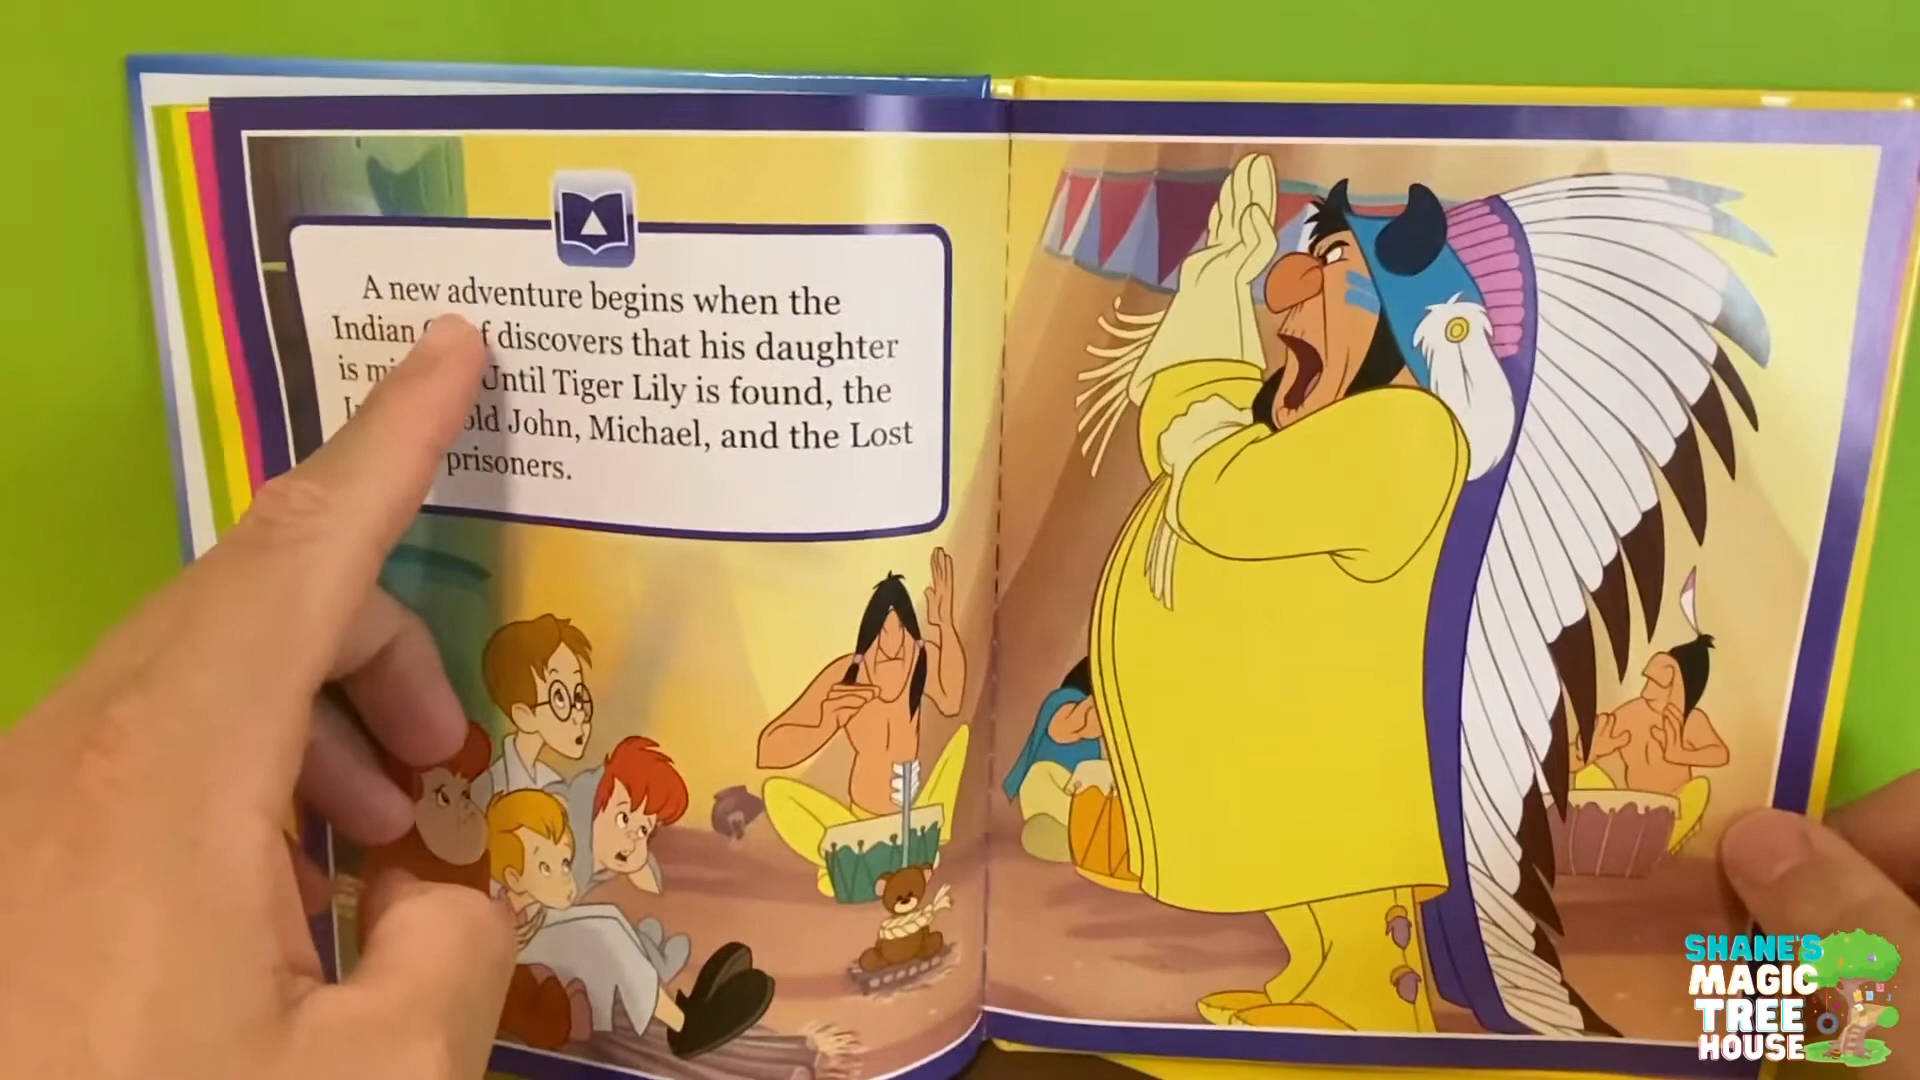 A new adventure begins when the
Indian discovers that his daughter
is Until Tiger Lily is found, the
John, Michael, and the Lost
prisoners.
SHANE'S
MAGIC
TREE
HOUSE